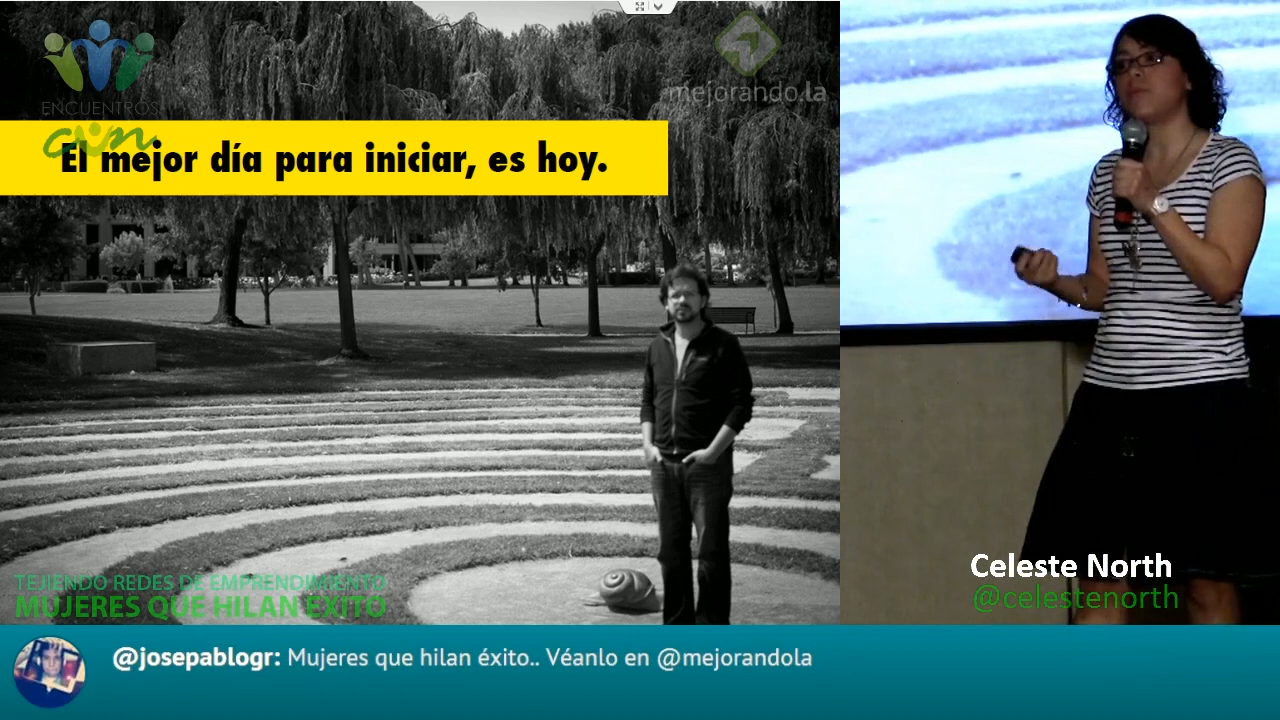 ENCUENTROS
cun
mejorando.la
El mejor día para iniciar, es hoy.
TEJIENDO REDES DE EMPRENDIMIENTO
MUJERES QUE HILAN EXITO
Celeste North
@celestenorth
@josepablogr: Mujeres que hilan éxito.. Véanlo en @mejorandola